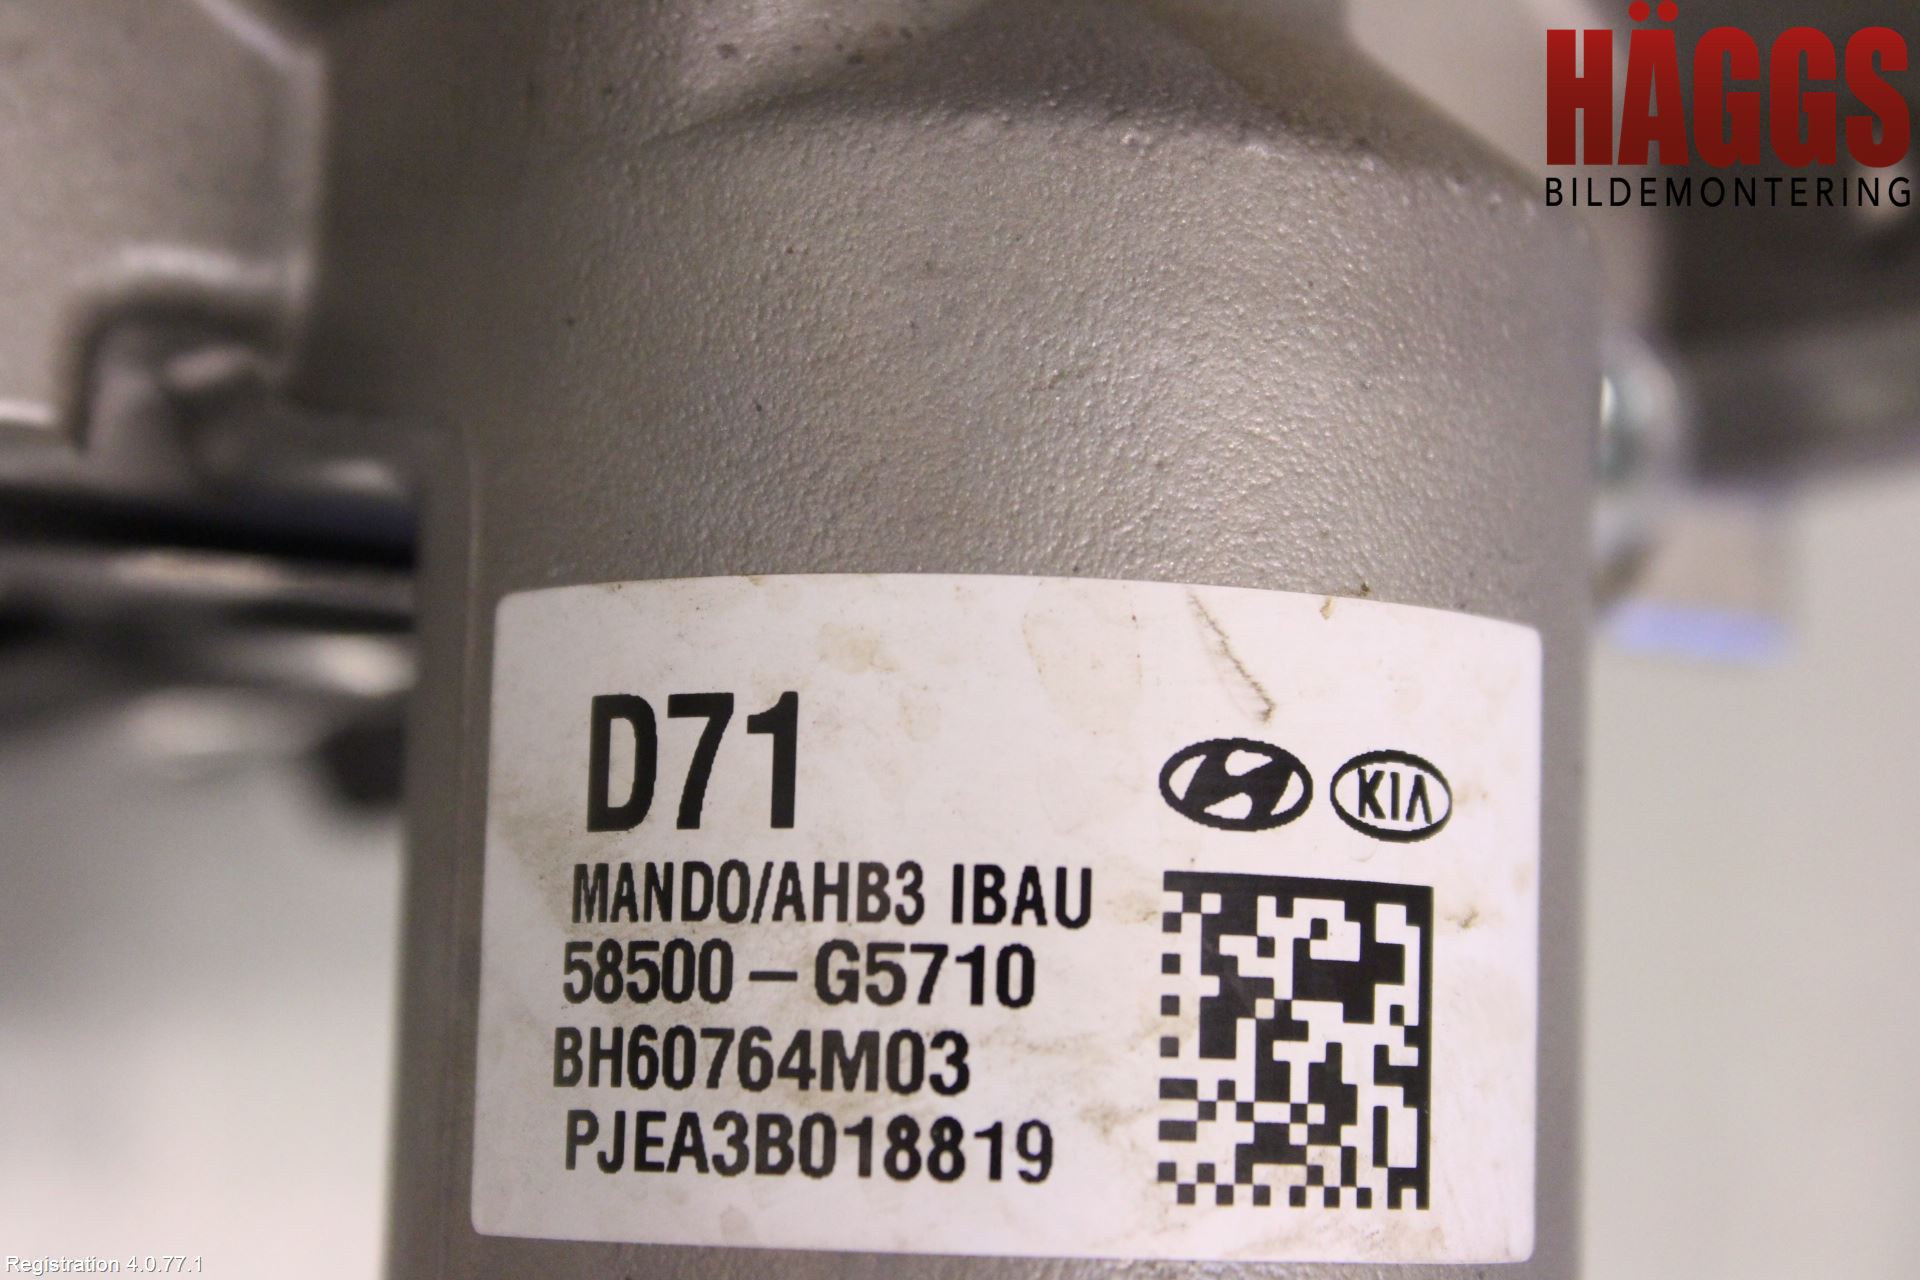 HÄGGS
BILDEMONTERING
D71
KIA
MANDO/AHB3 IBAU
58500-G5710
BH60764M03
PJEA3B018819
Registration 4.0.77.1